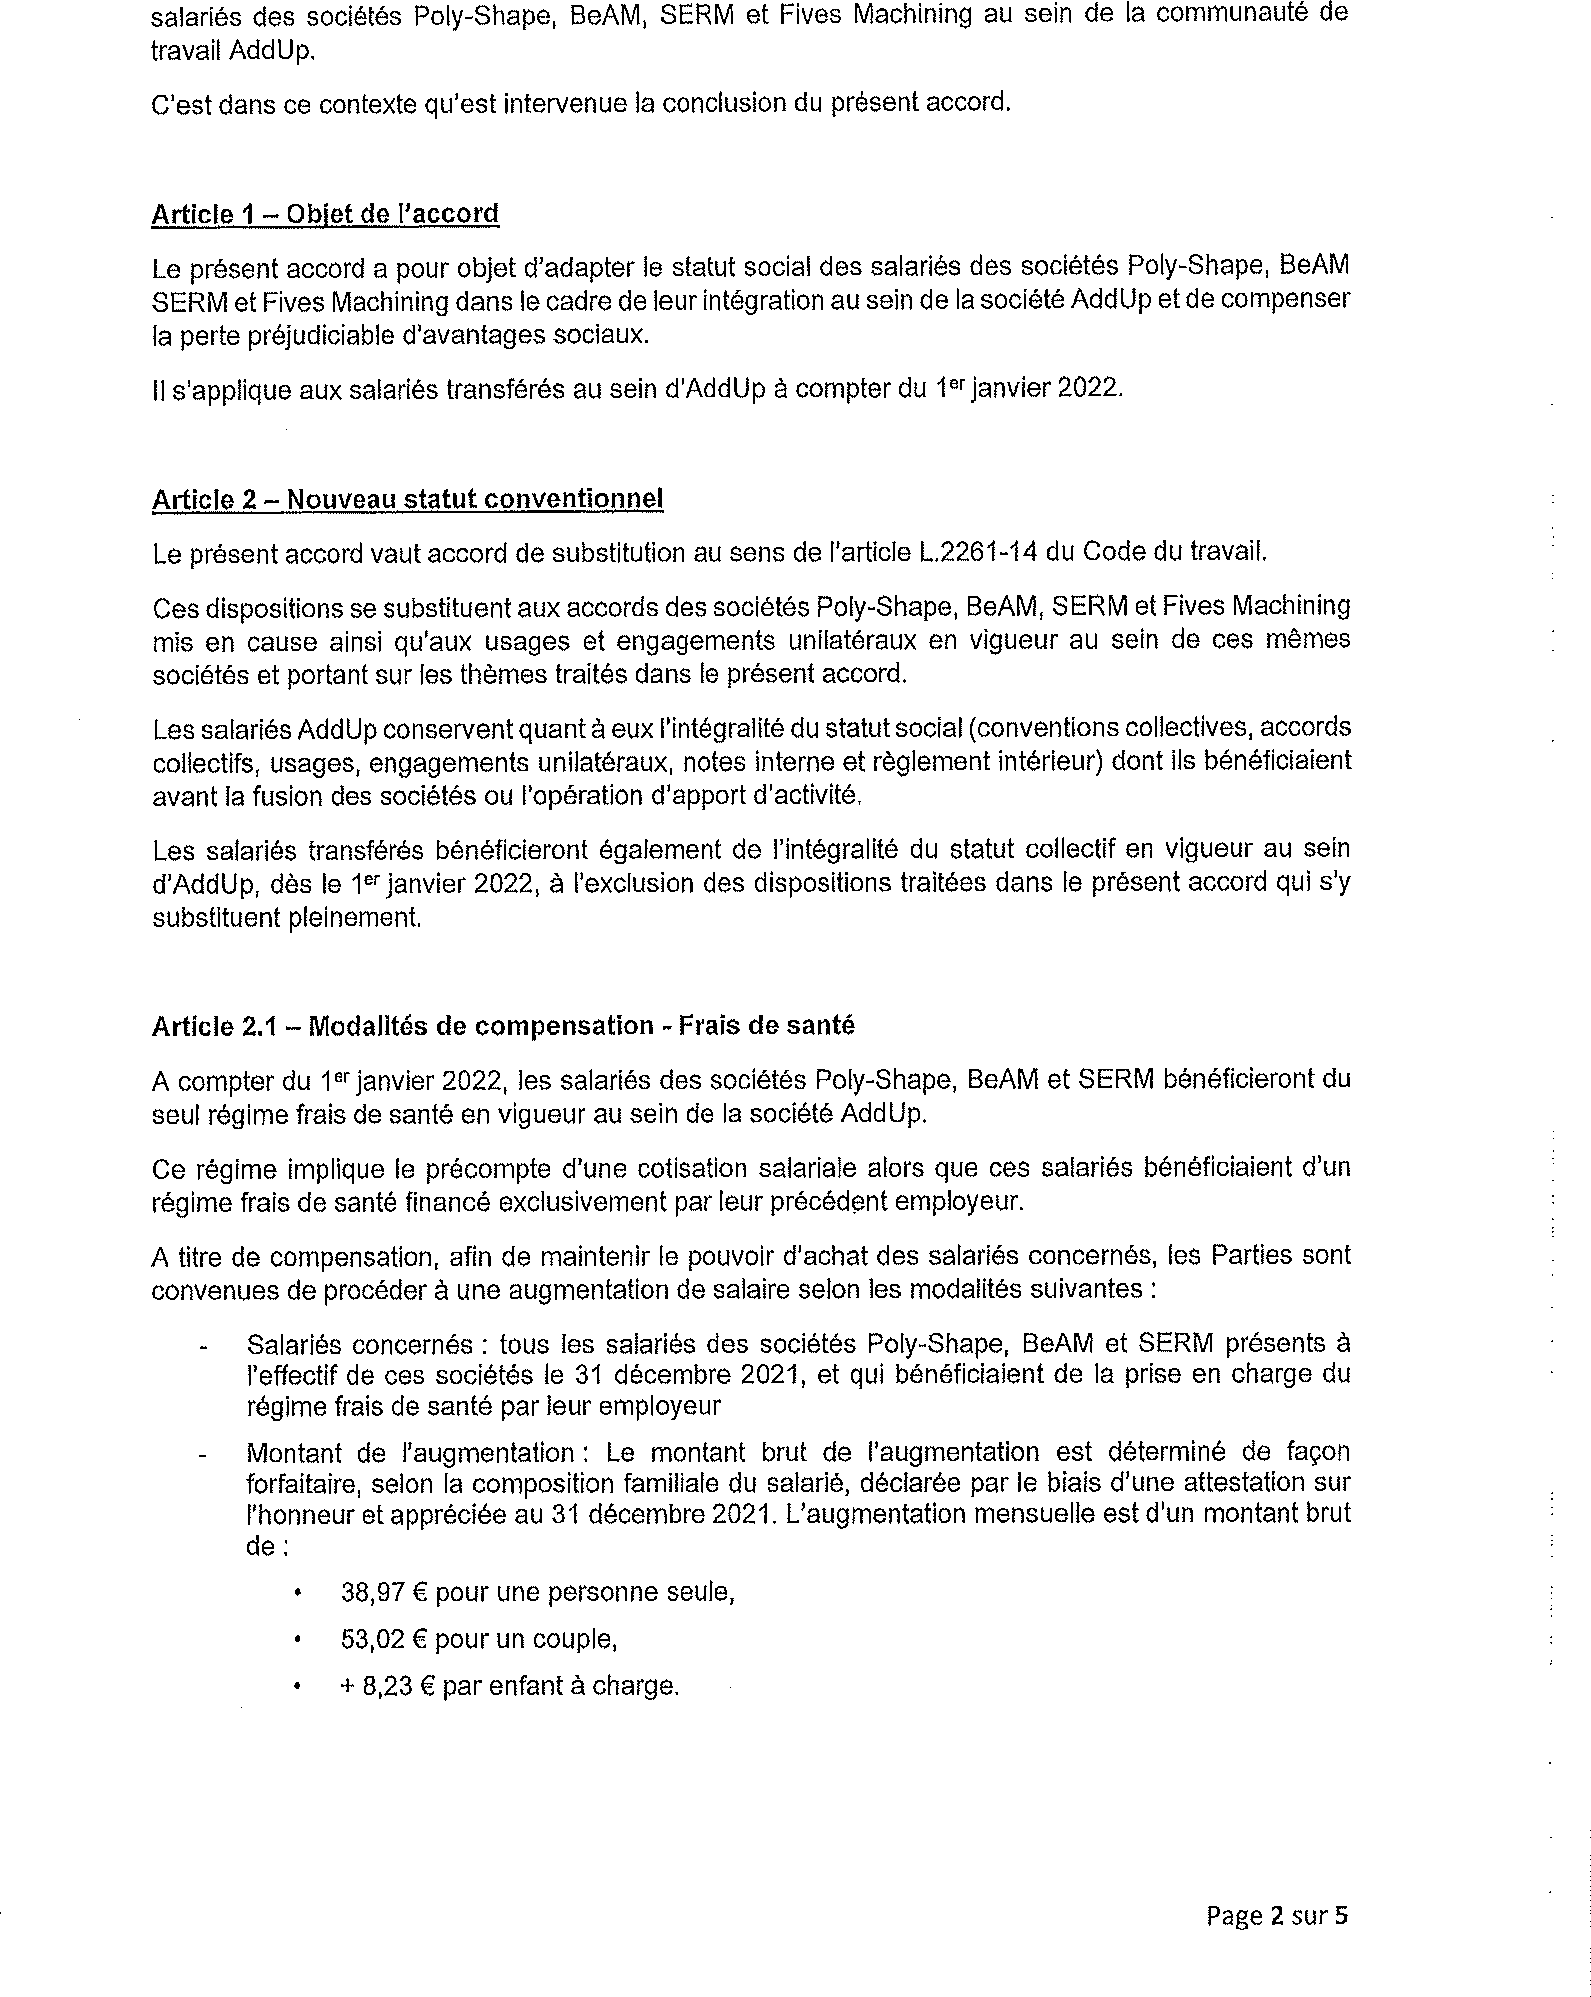 salariés des sociétés Poly-Shape, BeAM, SERM et Fives Machining au sein de la communauté de
travail AddUp.
C'est dans ce contexte qu'est intervenue la conclusion du présent accord.
Article 1 – Objet de l'accord
Le présent accord a pour objet d'adapter le statut social des salariés des sociétés Poly-Shape, BeAM
SERM et Fives Machining dans le cadre de leur intégration au sein de la société AddUp et de compenser
la perte préjudiciable d'avantages sociaux.
Il s'applique aux salariés transférés au sein d'AddUp à compter du 1er janvier 2022.
Article 2 – Nouveau statut conventionnel
Le présent accord vaut accord de substitution au sens de l'article L.2261-14 du Code du travail.
Ces dispositions se substituent aux accords des sociétés Poly-Shape, BeAM, SERM et Fives Machining
mis en cause ainsi qu'aux usages et engagements unilatéraux en vigueur au sein de ces mêmes
sociétés et portant sur les thèmes traités dans le présent accord.
Les salariés AddUp conservent quant à eux l'intégralité du statut social (conventions collectives, accords
collectifs, usages, engagements unilatéraux, notes interne et règlement intérieur) dont ils bénéficiaient
avant la fusion des sociétés ou l'opération d'apport d'activité.
Les salariés transférés bénéficieront également de l'intégralité du statut collectif en vigueur au sein
d'AddUp, dès le 1er janvier 2022, à l'exclusion des dispositions traitées dans le présent accord qui s'y
substituent pleinement.
Article 2.1 – Modalités de compensation - Frais de santé
A compter du 1er janvier 2022, les salariés des sociétés Poly-Shape, BeAM et SERM bénéficieront du
seul régime frais de santé en vigueur au sein de la société AddUp.
Ce régime implique le précompte d'une cotisation salariale alors que ces salariés bénéficiaient d'un
régime frais de santé financé exclusivement par leur précédent employeur.
A titre de compensation, afin de maintenir le pouvoir d'achat des salariés concernés, les Parties sont
convenues de procéder à une augmentation de salaire selon les modalités suivantes :
- Salariés concernés : tous les salariés des sociétés Poly-Shape, BeAM et SERM présents à
l'effectif de ces sociétés le 31 décembre 2021, et qui bénéficiaient de la prise en charge du
régime frais de santé par leur employeur
- Montant de l'augmentation : Le montant brut de l'augmentation est déterminé de façon
forfaitaire, selon la composition familiale du salarié, déclarée par le biais d'une attestation sur
l'honneur et appréciée au 31 décembre 2021. L'augmentation mensuelle est d'un montant brut
de :
• 38,97 € pour une personne seule,
• 53,02 € pour un couple,
• + 8,23 € par enfant à charge.
Page 2 sur 5